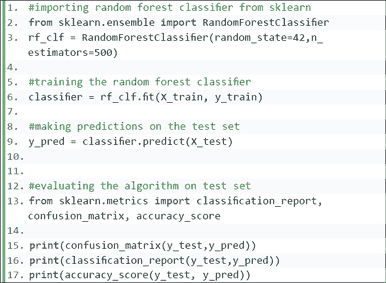 1. #importing random forest classifier from sklearn
2. from sklearn.ensemble import RandomForestClassifier
3. rf_clf = RandomForestClassifier(random_state=42,n_
estimators=500)
4.
5. #training the random forest classifier
6. classifier = rf_clf.fit(X_train, y_train)
7.
8. #making predictions on the test set
9. y_pred = classifier.predict(X_test)
10.
11.
12. #evaluating the algorithm on test set
13. from sklearn.metrics import classification_report,
confusion_matrix, accuracy_score
14.
15. print(confusion_matrix(y_test,y_pred))
16. print(classification_report(y_test,y_pred))
17. print(accuracy_score(y_test, y_pred))